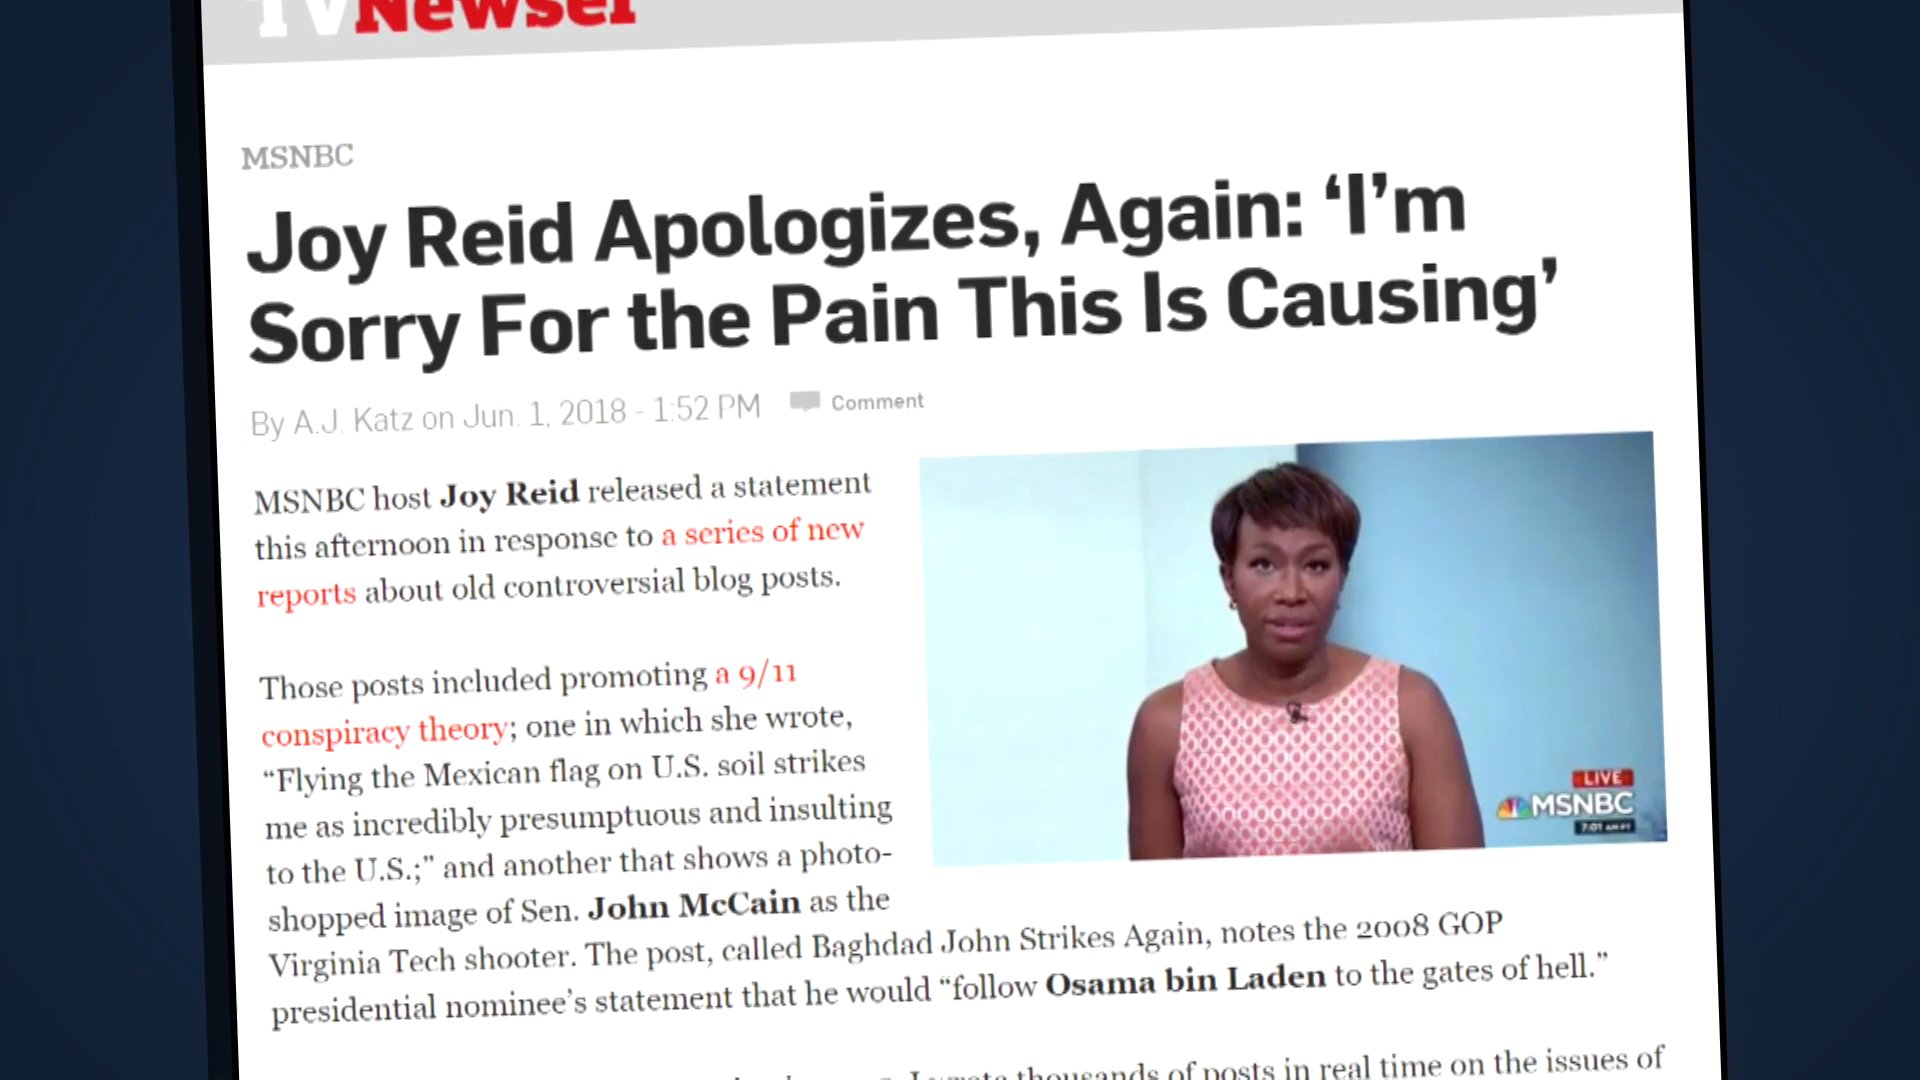 TVNewser
MSNBC
Joy Reid Apologizes, Again: ‘I’m
Sorry For the Pain This Is Causing’
By A.J. Katz on Jun. 1, 2018 - 1:52 PM Comment
MSNBC host Joy Reid released a statement
this afternoon in response to a series of new
reports about old controversial blog posts.
Those posts included promoting a 9/11
conspiracy theory; one in which she wrote,
“Flying the Mexican flag on U.S. soil strikes
me as incredibly presumptuous and insulting
to the U.S.;” and another that shows a photo-
shopped image of Sen. John McCain as the
Virginia Tech shooter. The post, called Baghdad John Strikes Again, notes the 2008 GOP
presidential nominee’s statement that he would “follow Osama bin Laden to the gates of hell.”
thousands of posts in real time on the issues of
LIVE
MSNBC
7:01 AM PT